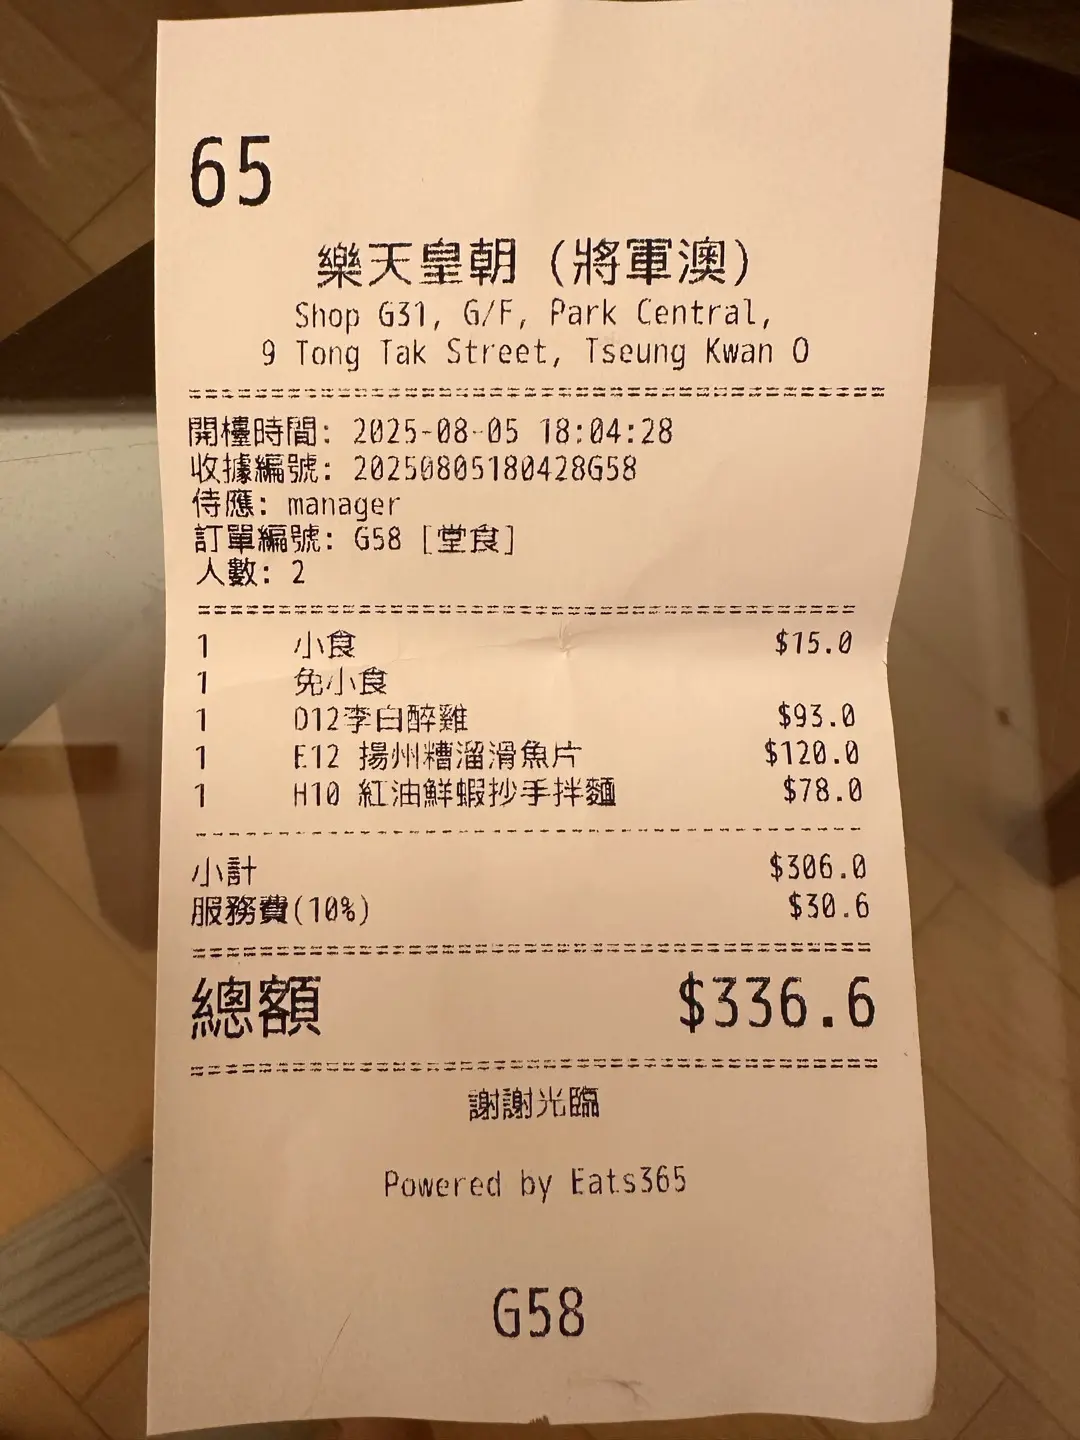 65
樂天皇朝 (將軍澳)
Shop G31, G/F, Park Central,
9 Tong Tak Street, Tseung Kwan O
開檯時間: 2025-08-05 18:04:28
收據編號: 20250805180428G58
侍應: manager
訂單編號: G58 [堂食]
人數: 2
1 小食 $15.0
1 免小食
1 D12李白醉雞 $93.0
1 E12 揚州糟溜滑魚片 $120.0
1 H10 紅油鮮蝦抄手拌麵 $78.0
小計 $306.0
服務費(10%) $30.6
總額 $336.6
謝謝光臨
Powered by Eats365
G58